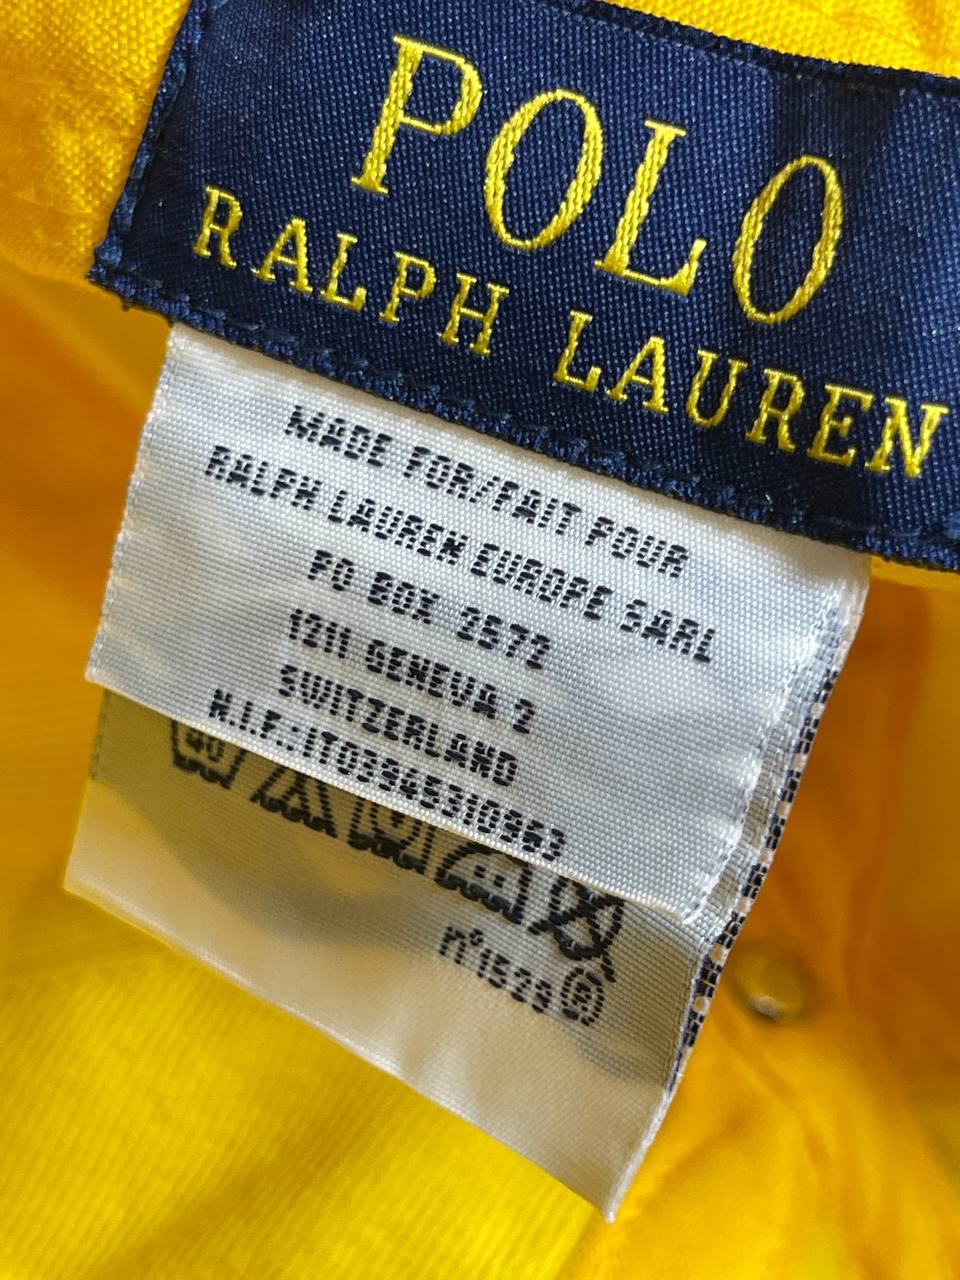 POLO
RALPH LAUREN
MADE FOR/FAIT POUR
RALPH LAUREN EUROPE SARL
PO BOX 2572
1211 GENEVA 2
SWITZERLAND
N.I.F.:IT03945310963
40
n°1529 P